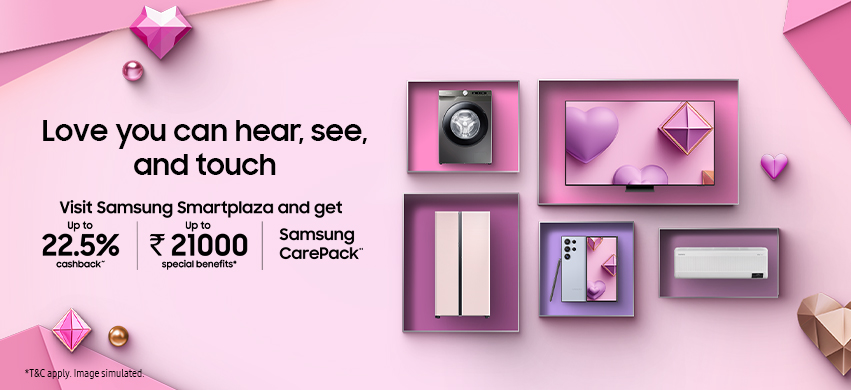 Love you can hear, see,
and touch
Visit Samsung Smartplaza and get
Up to
22.5%
cashback**
Up to
₹ 21000
special benefits*
Samsung
CarePack**
*T&C apply. Image simulated.